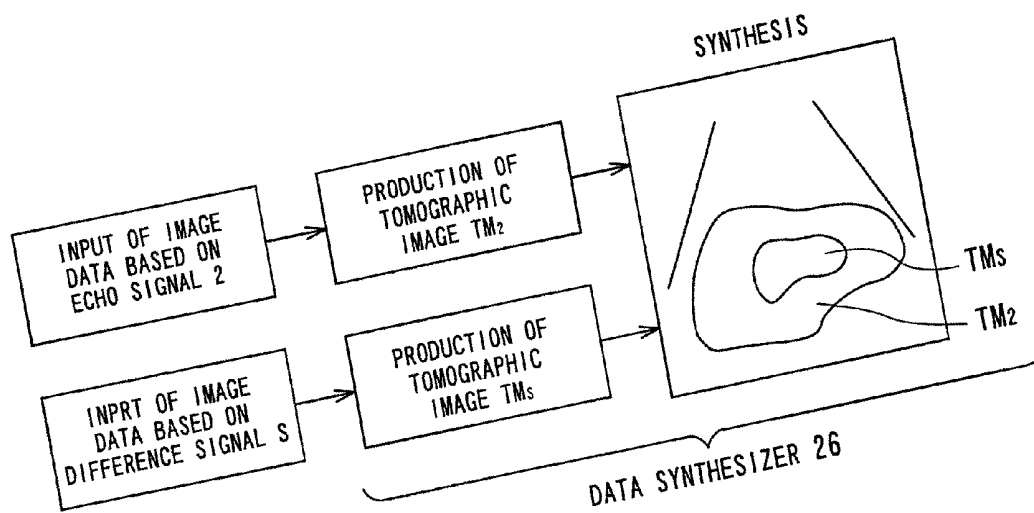 SYNTHESIS
INPUT OF IMAGE
DATA BASED ON
ECHO SIGNAL 2
PRODUCTION OF
TOMOGRAPHIC
IMAGE TM₂
TMs
TM₂
INPRT OF IMAGE
DATA BASED ON
DIFFERENCE SIGNAL S
PRODUCTION OF
TOMOGRAPHIC
IMAGE TMs
DATA SYNTHESIZER 26